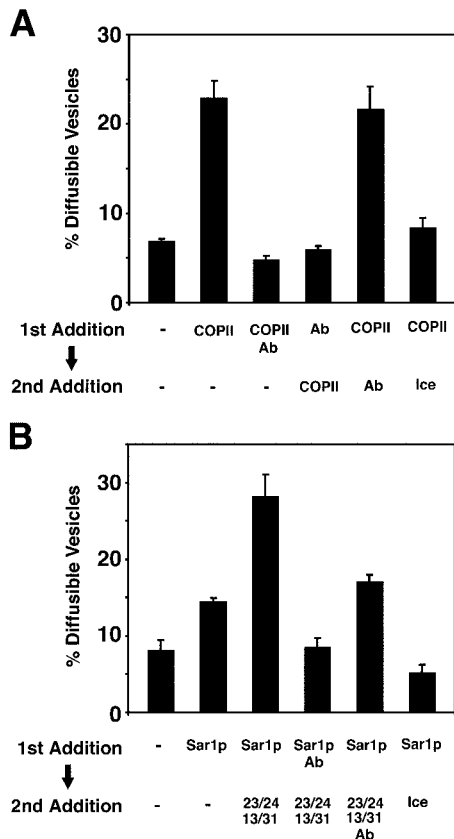 A
% Diffusible Vesicles
30
20
10
0
1st Addition - COPII COPII Ab COPII COPII
Ab
2nd Addition - - - COPII Ab Ice
B
% Diffusible Vesicles
30
20
10
0
1st Addition - Sar1p Sar1p Sar1p Sar1p Sar1p
Ab
2nd Addition - - 23/24 23/24 23/24 Ice
13/31 13/31 13/31
Ab